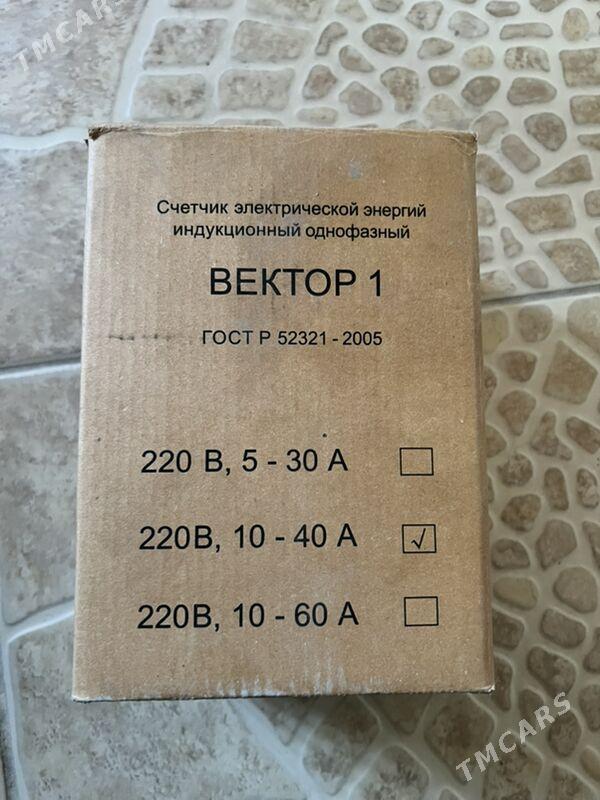 TMCARS
Счетчик электрической энергий
индукционный однофазный
ВЕКТОР 1
ГОСТ Р 52321 - 2005
220 В, 5 - 30 А
220В, 10 - 40 А √
220В, 10 - 60 А
TMCARS